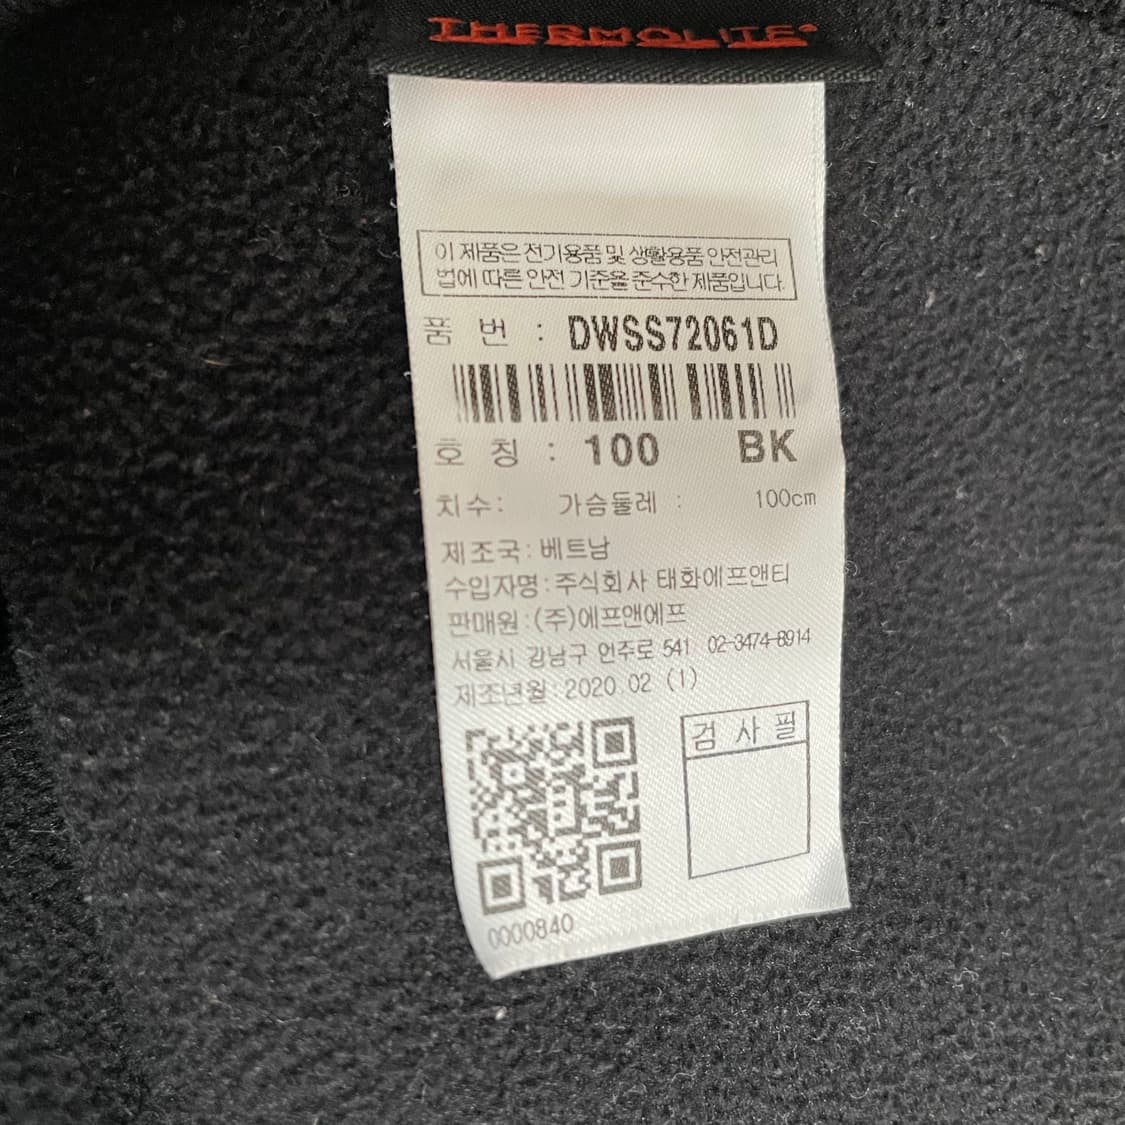 THERMOLITE®
이 제품은 전기용품 및 생활용품 안전관리
법에 따른 안전 기준을 준수한 제품입니다.
품 번 : DWSS72061D
호 칭 : 100 BK
치수: 가슴둘레 : 100cm
제조국 : 베트남
수입자명 : 주식회사 태화에프앤티
판매원 : (주)에프앤에프
서울시 강남구 언주로 541 02-3474-8914
제조년월 : 2020.02 (1)
검 사 필
0000840